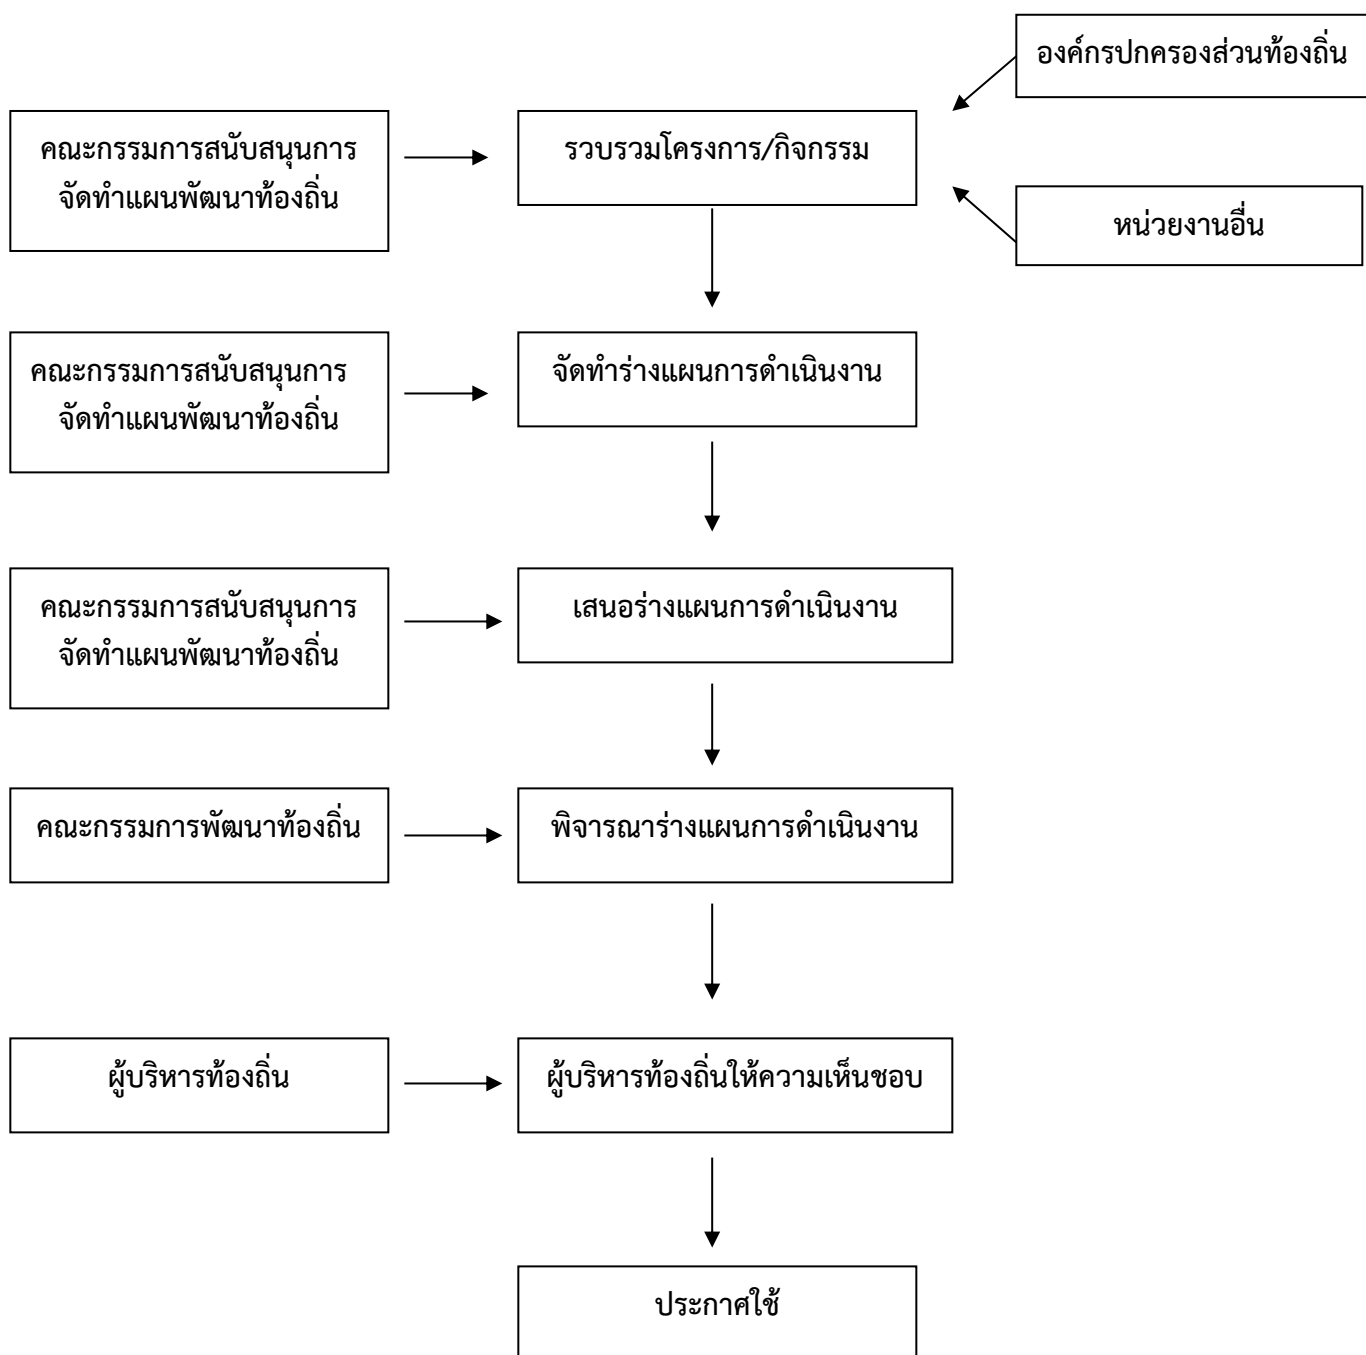 องค์กรปกครองส่วนท้องถิ่น
คณะกรรมการสนับสนุนการ
จัดทำแผนพัฒนาท้องถิ่น
รวบรวมโครงการ/กิจกรรม
หน่วยงานอื่น
คณะกรรมการสนับสนุนการ
จัดทำแผนพัฒนาท้องถิ่น
จัดทำร่างแผนการดำเนินงาน
คณะกรรมการสนับสนุนการ
จัดทำแผนพัฒนาท้องถิ่น
เสนอร่างแผนการดำเนินงาน
คณะกรรมการพัฒนาท้องถิ่น
พิจารณาร่างแผนการดำเนินงาน
ผู้บริหารท้องถิ่น
ผู้บริหารท้องถิ่นให้ความเห็นชอบ
ประกาศใช้